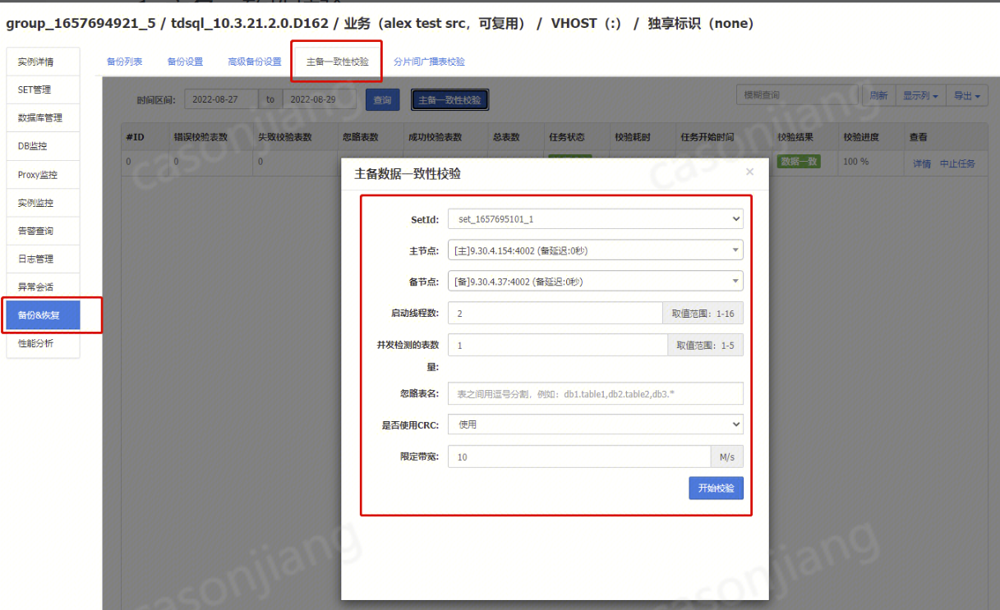 group_1657694921_5 / tdsql_10.3.21.2.0.D162 / 业务（alex test src，可复用） / VHOST（:） / 独享标识（none）
实例详情
SET管理
数据库管理
DB监控
Proxy监控
实例监控
告警查询
日志管理
异常会话
备份&恢复
性能分析
备份列表 备份设置 高级备份设置 主备一致性校验 分片间广播表校验
时间区间: 2022-08-27 to 2022-08-29 查询 主备一致性校验 模糊查询 刷新 显示列 导出
#ID 错误校验表数 失败校验表数 忽略表数 成功校验表数 总表数 任务状态 校验耗时 任务开始时间 校验结果 校验进度 查看
0 0 0 数据一致 100 % 详情 中止任务
主备数据一致性校验 ×
SetId: set_1657695101_1
主节点: [主]9.30.4.154:4002 (备延迟:0秒)
备节点: [备]9.30.4.37:4002 (备延迟:0秒)
启动线程数: 2 取值范围：1-16
并发检测的表数 1 取值范围：1-5
量:
忽略表名: 表之间用逗号分割，例如：db1.table1,db2.table2,db3.*
是否使用CRC: 使用
限定带宽: 10 M/s
开始校验
casonjiang
casonjiang
casonjiang
casonjiang